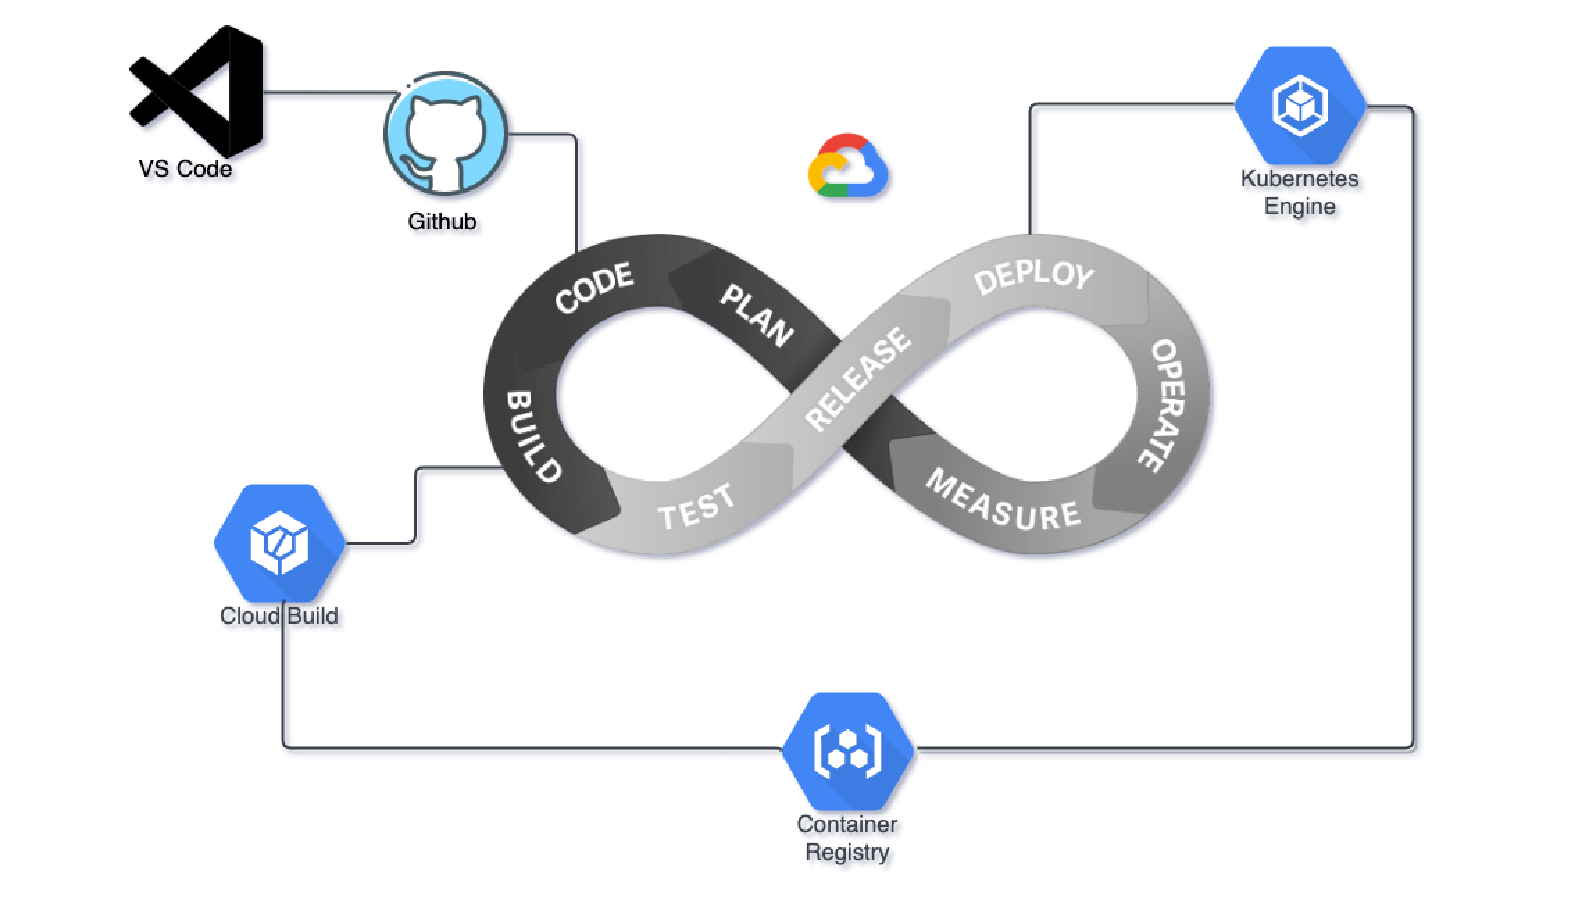 VS Code
Github
Kubernetes
Engine
CODE
PLAN
BUILD
TEST
RELEASE
DEPLOY
OPERATE
MEASURE
Cloud Build
Container
Registry